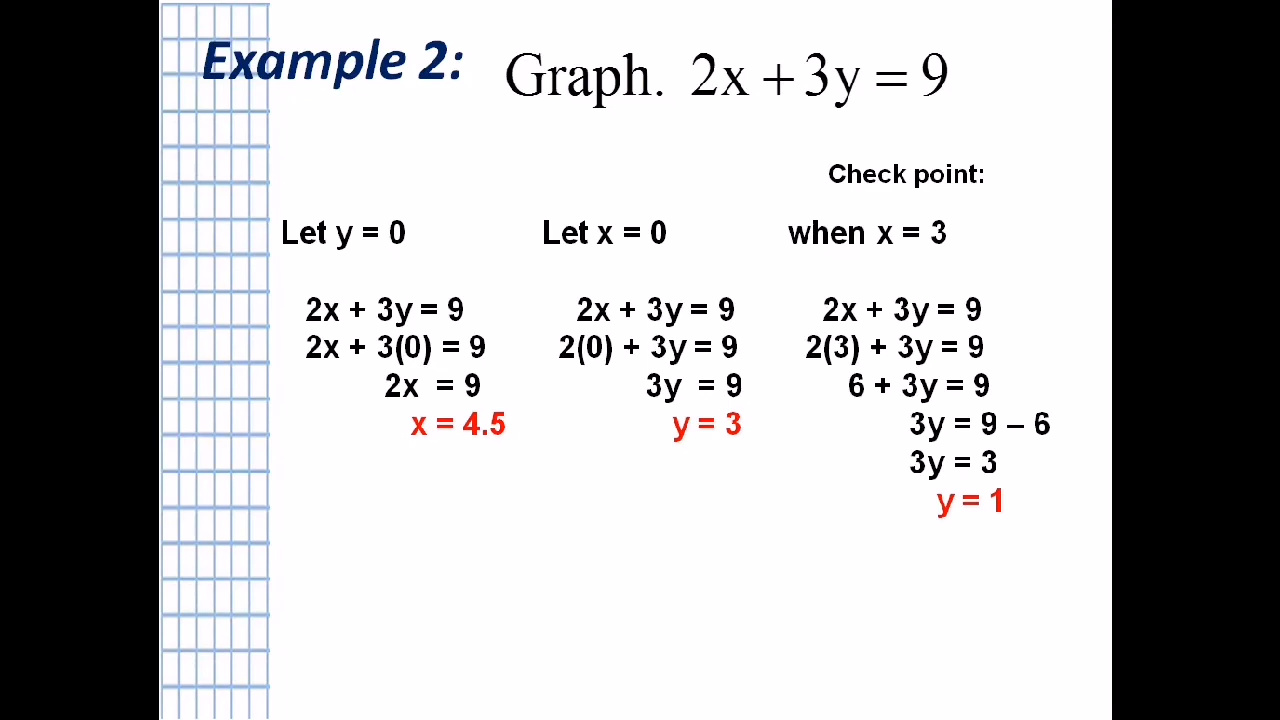 Example 2: Graph. 2x + 3y = 9
Check point:
Let y = 0
2x + 3y = 9
2x + 3(0) = 9
2x = 9
x = 4.5
Let x = 0
2x + 3y = 9
2(0) + 3y = 9
3y = 9
y = 3
when x = 3
2x + 3y = 9
2(3) + 3y = 9
6 + 3y = 9
3y = 9 – 6
3y = 3
y = 1